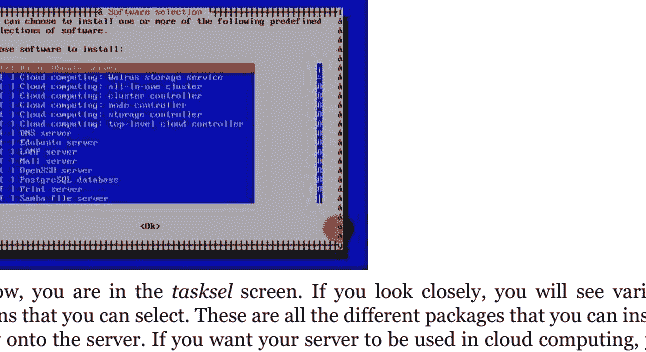 Software selection
can choose to install one or more of the following predefined
lections of software.
ose software to install:
[ ] Cloud computing: Walrus storage service
[ ] Cloud computing: all-in-one cluster
[ ] Cloud computing: cluster controller
[ ] Cloud computing: node controller
[ ] Cloud computing: storage controller
[ ] Cloud computing: top-level cloud controller
[ ] DNS server
[ ] Edubuntu server
[ ] LAMP server
[ ] Mail server
[ ] OpenSSH server
[ ] PostgreSQL database
[ ] Print server
[ ] Samba file server
<Ok>
ow, you are in the tasksel screen. If you look closely, you will see vari
ns that you can select. These are all the different packages that you can ins
onto the server. If you want your server to be used in cloud computing,